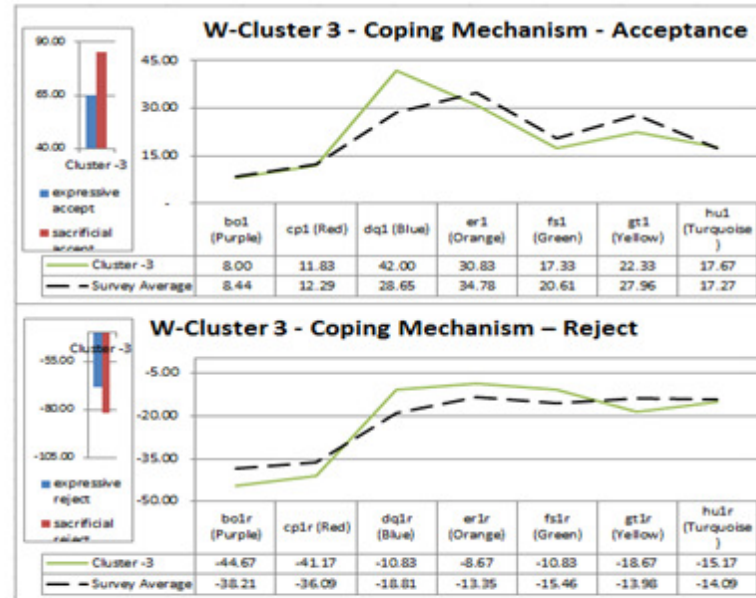 W-Cluster 3 - Coping Mechanism - Acceptance
90.00
65.00
40.00
Cluster -3
expressive
accept
sacrificial
accept
45.00
30.00
15.00
-
bo1 (Purple) cp1 (Red) dq1 (Blue) er1 (Orange) fs1 (Green) gt1 (Yellow) hu1 (Turquoise )
Cluster -3 8.00 11.83 42.00 30.83 17.33 22.33 17.67
Survey Average 8.44 12.29 28.65 34.78 20.61 27.96 17.27
W-Cluster 3 - Coping Mechanism – Reject
Cluster -3
-55.00
-80.00
-105.00
expressive
reject
sacrificial
reject
-5.00
-20.00
-35.00
-50.00
bo1r (Purple) cp1r (Red) dq1r (Blue) er1r (Orange) fs1r (Green) gt1r (Yellow) hu1r (Turquoise )
Cluster -3 -44.67 -41.17 -10.83 -8.67 -10.83 -18.67 -15.17
Survey Average -38.21 -36.09 -18.81 -13.35 -15.46 -13.98 -14.09